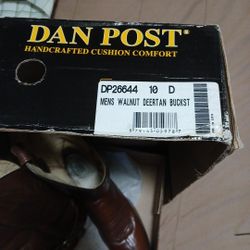 DAN POST®
HANDCRAFTED CUSHION COMFORT
DP26644 10 D
MENS WALNUT DEERTAN BUCKST